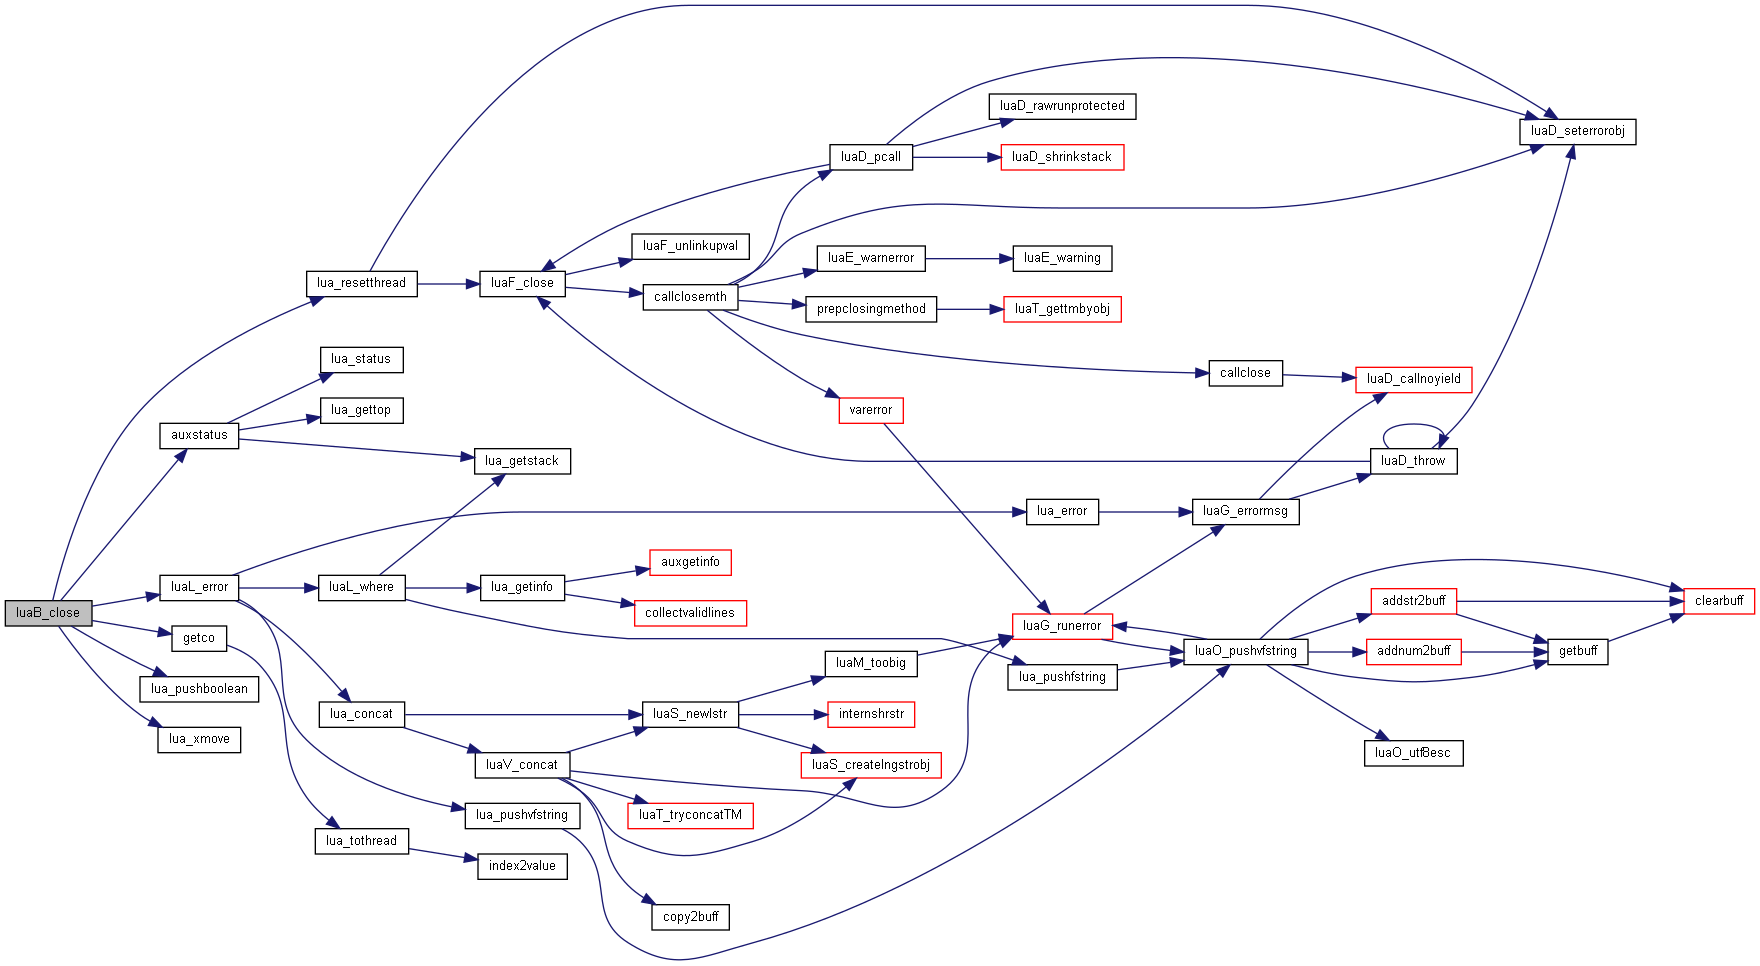 luaD_rawrunprotected
luaD_seterrorobj
luaD_pcall
luaD_shrinkstack
luaF_unlinkupval
luaE_warnerror
luaE_warning
lua_resetthread
luaF_close
callclosemth
prepclosingmethod
luaT_gettmbyobj
lua_status
callclose
luaD_callnoyield
lua_gettop
varerror
auxstatus
lua_getstack
luaD_throw
lua_error
luaG_errormsg
auxgetinfo
luaL_error
luaL_where
lua_getinfo
addstr2buff
clearbuff
luaB_close
collectvalidlines
luaG_runerror
getco
luaO_pushvfstring
addnum2buff
getbuff
luaM_toobig
lua_pushfstring
lua_pushboolean
lua_concat
luaS_newlstr
internshrstr
lua_xmove
luaO_utf8esc
luaV_concat
luaS_createlngstrobj
lua_pushvfstring
luaT_tryconcatTM
lua_tothread
index2value
copy2buff